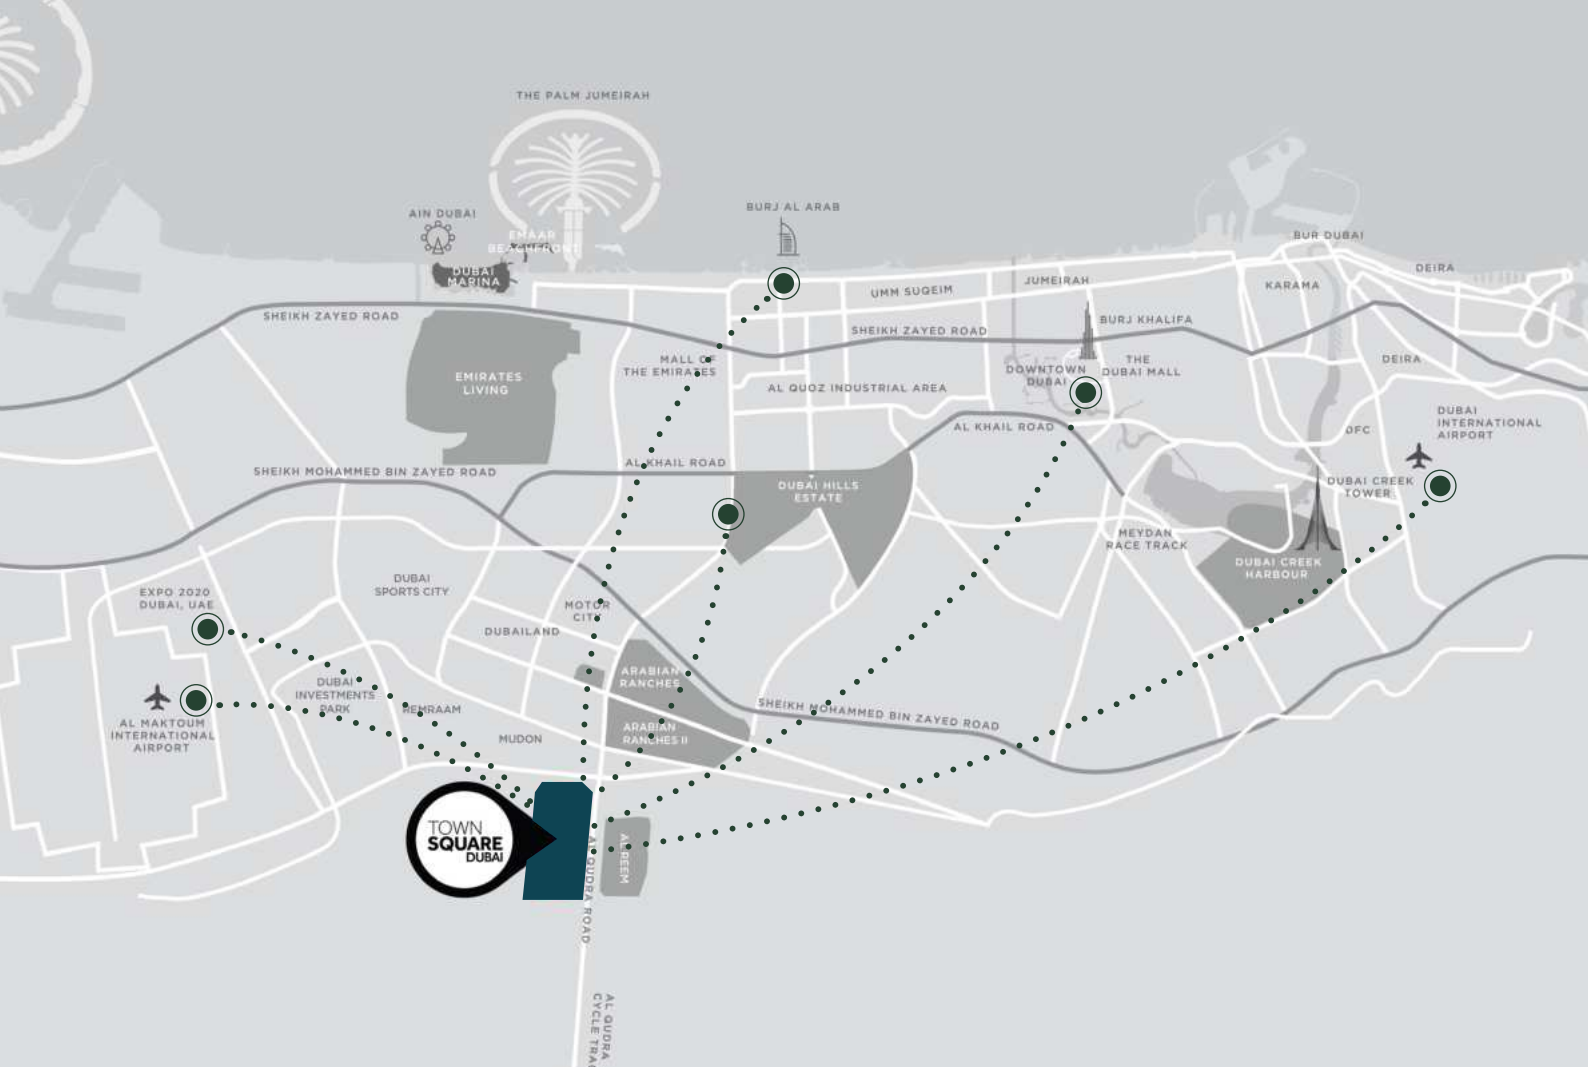 THE PALM JUMEIRAH
AIN DUBAI
BURJ AL ARAB
EMAAR
BEACHFRONT
DUBAI
MARINA
BUR DUBAI
DEIRA
UMM SUQEIM
JUMEIRAH
KARAMA
SHEIKH ZAYED ROAD
SHEIKH ZAYED ROAD
BURJ KHALIFA
MALL OF
THE EMIRATES
DOWNTOWN
DUBAI
THE
DUBAI MALL
DEIRA
EMIRATES
LIVING
AL QUOZ INDUSTRIAL AREA
AL KHAIL ROAD
DUBAI
INTERNATIONAL
AIRPORT
DFC
SHEIKH MOHAMMED BIN ZAYED ROAD
AL KHAIL ROAD
DUBAI HILLS
ESTATE
DUBAI CREEK
TOWER
MEYDAN
RACE TRACK
DUBAI CREEK
HARBOUR
EXPO 2020
DUBAI, UAE
DUBAI
SPORTS CITY
MOTOR
CITY
DUBAILAND
ARABIAN
RANCHES
DUBAI
INVESTMENTS
PARK
REMRAAM
SHEIKH MOHAMMED BIN ZAYED ROAD
AL MAKTOUM
INTERNATIONAL
AIRPORT
MUDON
ARABIAN
RANCHES II
TOWN
SQUARE
DUBAI
AL QUDRA ROAD
AL REEM
AL QUDRA